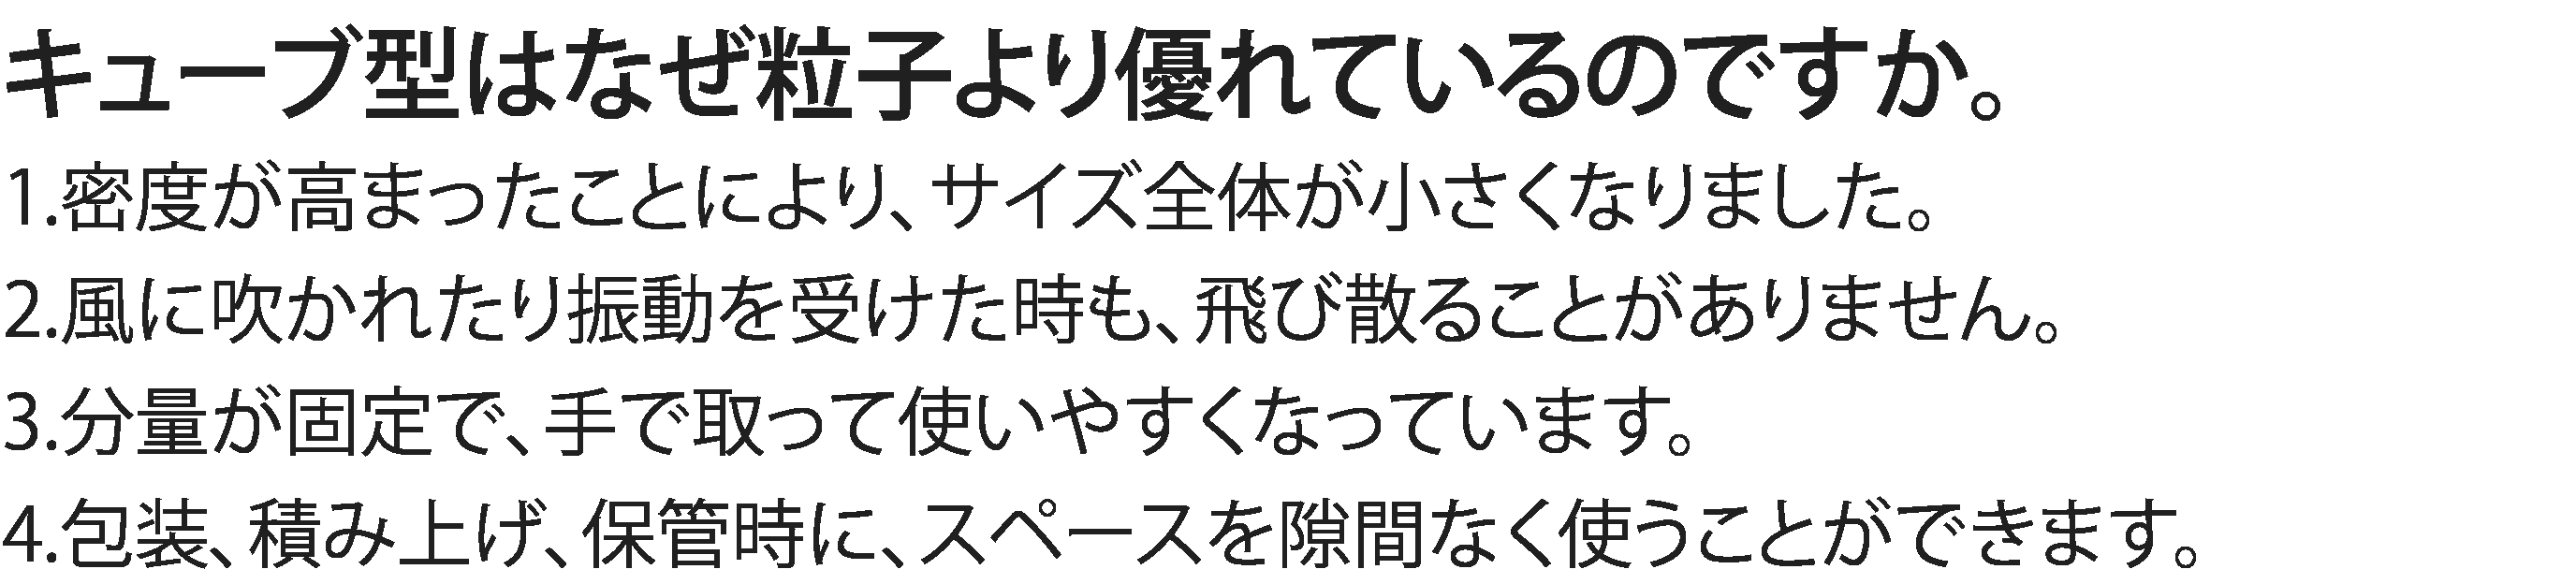 キューブ型はなぜ粒子より優れているのですか。
1.密度が高まったことにより、サイズ全体が小さくなりました。
2.風に吹かれたり振動を受けた時も、飛び散ることがありません。
3.分量が固定で、手で取って使いやすくなっています。
4.包装、積み上げ、保管時に、スペースを隙間なく使うことができます。